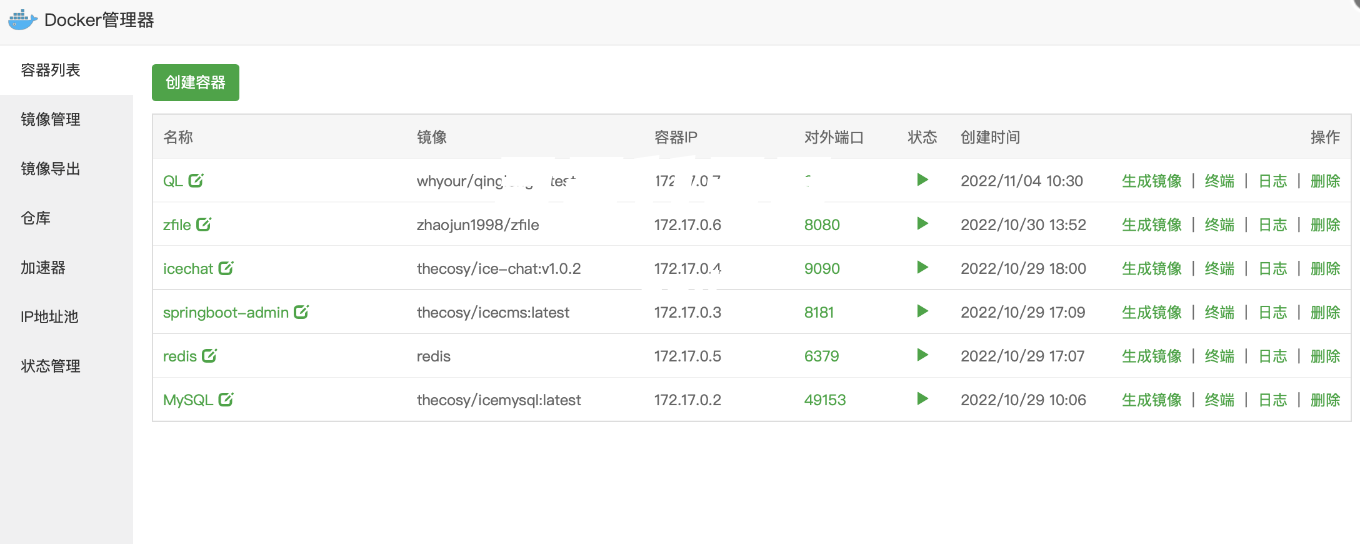 Docker管理器
容器列表
镜像管理
镜像导出
仓库
加速器
IP地址池
状态管理
创建容器
名称 镜像 容器IP 对外端口 状态 创建时间 操作
QL 2022/11/04 10:30 生成镜像 | 终端 | 日志 | 删除
zfile zhaojun1998/zfile 172.17.0.6 8080 2022/10/30 13:52 生成镜像 | 终端 | 日志 | 删除
icechat thecosy/ice-chat:v1.0.2 172.17.0.4 9090 2022/10/29 18:00 生成镜像 | 终端 | 日志 | 删除
springboot-admin thecosy/icecms:latest 172.17.0.3 8181 2022/10/29 17:09 生成镜像 | 终端 | 日志 | 删除
redis redis 172.17.0.5 6379 2022/10/29 17:07 生成镜像 | 终端 | 日志 | 删除
MySQL thecosy/icemysql:latest 172.17.0.2 49153 2022/10/29 10:06 生成镜像 | 终端 | 日志 | 删除